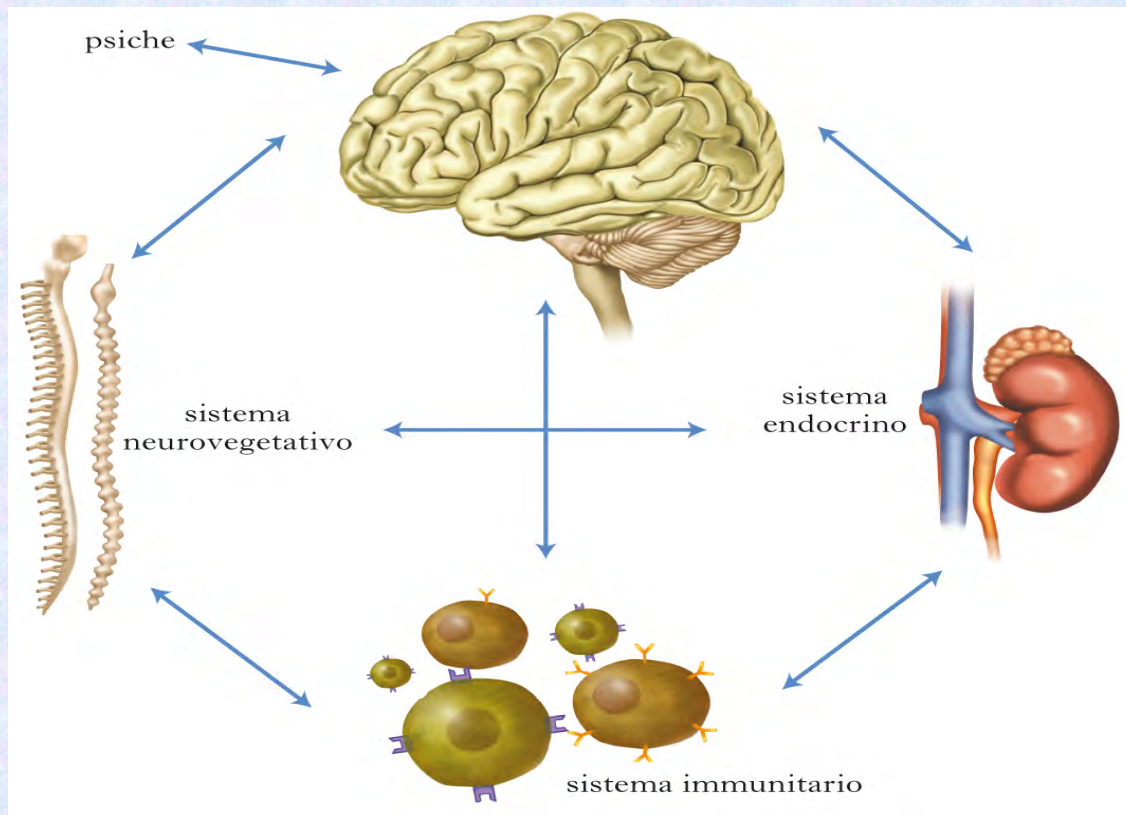 psiche
sistema
neurovegetativo
sistema
endocrino
sistema immunitario